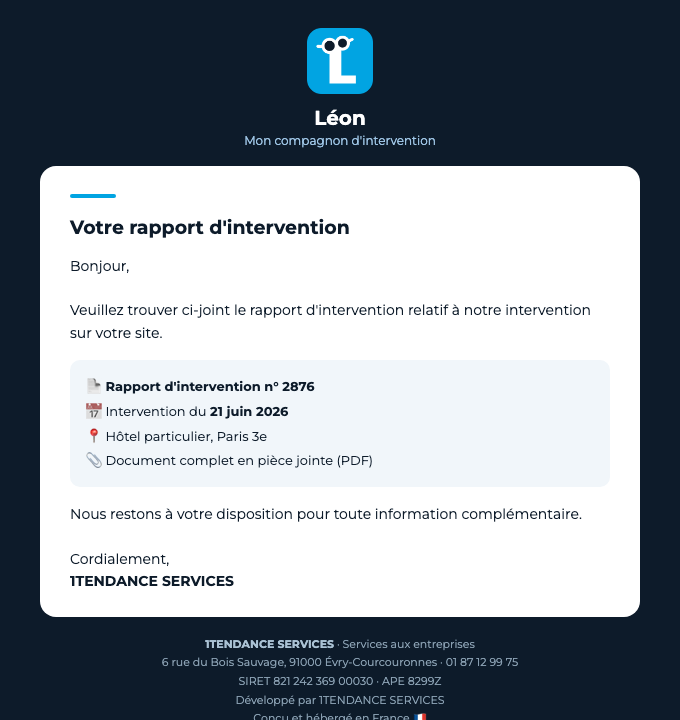 Léon
Mon compagnon d'intervention
Votre rapport d'intervention
Bonjour,
Veuillez trouver ci-joint le rapport d'intervention relatif à notre intervention
sur votre site.
Rapport d'intervention n° 2876
Intervention du 21 juin 2026
Hôtel particulier, Paris 3e
Document complet en pièce jointe (PDF)
Nous restons à votre disposition pour toute information complémentaire.
Cordialement,
1TENDANCE SERVICES
1TENDANCE SERVICES · Services aux entreprises
6 rue du Bois Sauvage, 91000 Évry-Courcouronnes · 01 87 12 99 75
SIRET 821 242 369 00030 · APE 8299Z
Développé par 1TENDANCE SERVICES
Conçu et hébergé en France